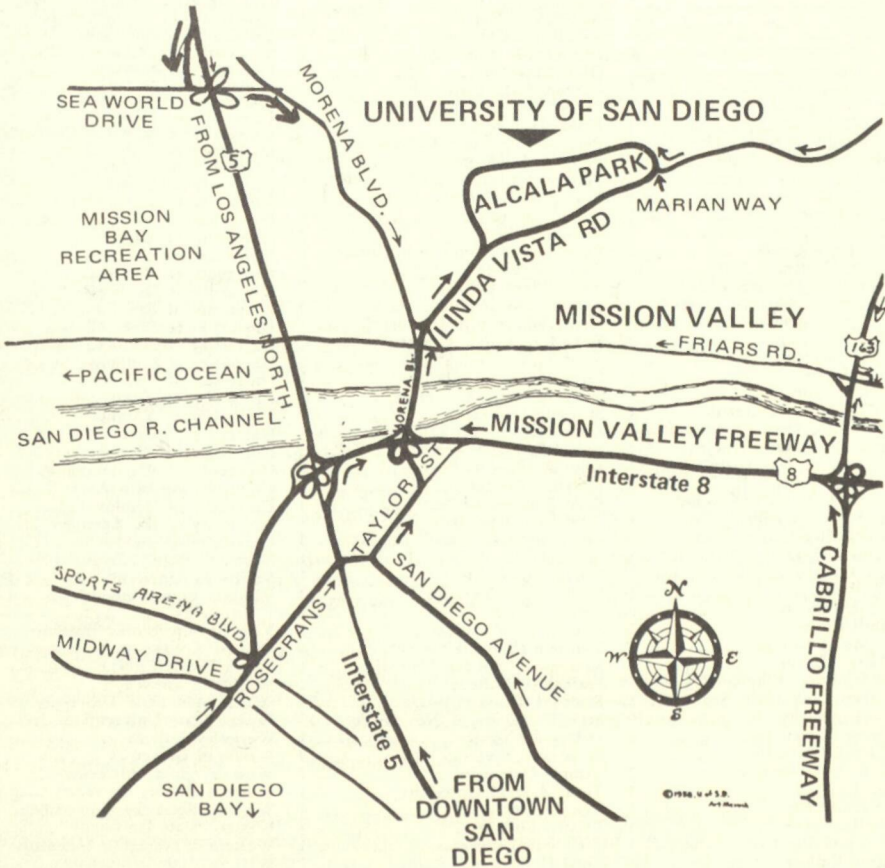 SEA WORLD
DRIVE
MORENA BLVD.
UNIVERSITY OF SAN DIEGO
5
FROM LOS ANGELES NORTH
ALCALA PARK
MARIAN WAY
MISSION
BAY
RECREATION
AREA
LINDA VISTA RD
MISSION VALLEY
163
FRIARS RD.
PACIFIC OCEAN
MORENA BL.
SAN DIEGO R. CHANNEL
MISSION VALLEY FREEWAY
Interstate 8
8
TAYLOR ST
SPORTS ARENA BLVD.
SAN DIEGO AVENUE
CABRILLO FREEWAY
MIDWAY DRIVE
ROSECRANS
Interstate 5
N
W
E
S
SAN DIEGO
BAY
FROM
DOWNTOWN
SAN
DIEGO
U of S.D.